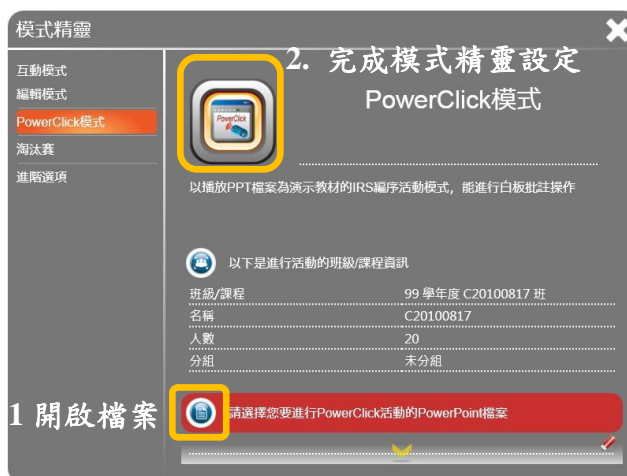 模式精靈
互動模式
編輯模式
PowerClick模式
淘汰賽
進階選項
2. 完成模式精靈設定
PowerClick
PowerClick模式
以播放PPT檔案為演示教材的IRS編序活動模式，能進行白板批註操作
以下是進行活動的班級/課程資訊
班級/課程 99 學年度 C20100817 班
名稱 C20100817
人數 20
分組 未分組
1 開啟檔案
請選擇您要進行PowerClick活動的PowerPoint檔案